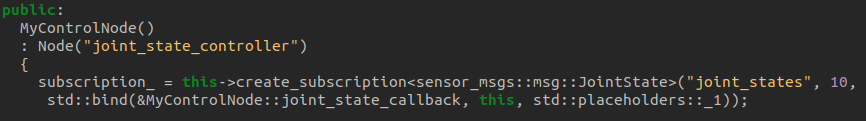 public:
MyControlNode()
: Node("joint_state_controller")
{
subscription_ = this->create_subscription<sensor_msgs::msg::JointState>("joint_states", 10,
std::bind(&MyControlNode::joint_state_callback, this, std::placeholders::_1));